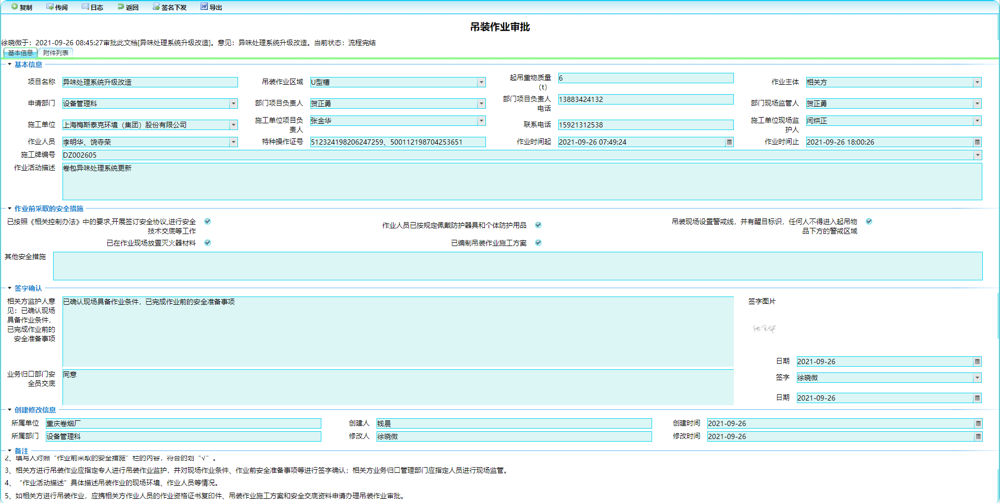 复制 传阅 日志 返回 签名下发 导出
吊装作业审批
徐晓微于：2021-09-26 08:45:27审批此文档[异味处理系统升级改造]。意见：异味处理系统升级改造。当前状态：流程完结
基本信息 附件列表
基本信息
项目名称 异味处理系统升级改造 吊装作业区域 U型槽 起吊重物质量（t） 6 作业主体 相关方
申请部门 设备管理科 部门项目负责人 贺正勇 部门项目负责人电话 13883424132 部门现场监管人 贺正勇
施工单位 上海梅斯泰克环境（集团）股份有限公司 施工单位项目负责人 张金华 联系电话 15921312538 施工单位现场监护人 闫烘正
作业人员 李明华、饶寺荣 特种操作证号 512324198206247259、500112198704253651 作业时间起 2021-09-26 07:49:24 作业时间止 2021-09-26 18:00:26
施工牌编号 DZ002605
作业活动描述 卷包异味处理系统更新
作业前采取的安全措施
已按照《相关控制办法》中的要求,开展签订安全协议,进行安全技术交底等工作 作业人员已按规定佩戴防护器具和个体防护用品 吊装现场设置警戒线，并有醒目标识，任何人不得进入起吊物品下方的警戒区域
已在作业现场放置灭火器材料 已编制吊装作业施工方案
其他安全措施
签字确认
相关方监护人意见：已确认现场具备作业条件，已完成作业前的安全准备事项 已确认现场具备作业条件，已完成作业前的安全准备事项 签字图片
日期 2021-09-26
业务归口部门安全员交底 同意 签字 徐晓微
日期 2021-09-26
创建修改信息
所属单位 重庆卷烟厂 创建人 钱晨 创建时间 2021-09-26
所属部门 设备管理科 修改人 徐晓微 修改时间 2021-09-26
备注
2、填写人对照“作业前采取的安全措施”栏的内容，符合的划“√”。
3、相关方进行吊装作业应指定专人进行吊装作业监护，并对现场作业条件、作业前安全准备事项等进行签字确认；相关方业务归口管理部门应指定人员进行现场监管。
4、“作业活动描述”具体描述吊装作业的现场环境、作业人员等情况。
5、如相关方进行吊装作业，应携相关方作业人员的作业资格证书复印件、吊装作业施工方案和安全交底资料申请办理吊装作业审批。